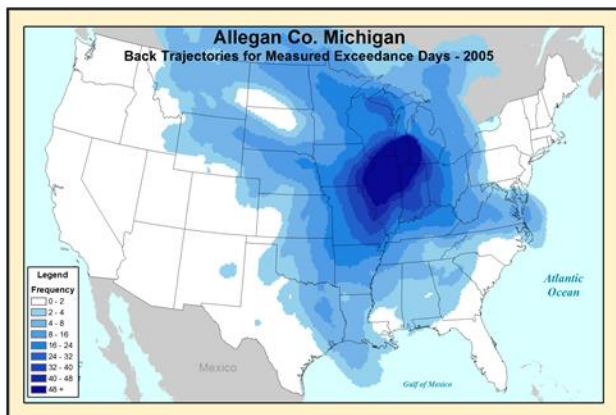 Allegan Co. Michigan
Back Trajectories for Measured Exceedance Days - 2005
Legend
Frequency
0 - 2
2 - 4
4 - 8
8 - 16
16 - 24
24 - 32
32 - 40
40 - 48
48 +
Mexico
Gulf of Mexico
Atlantic
Ocean